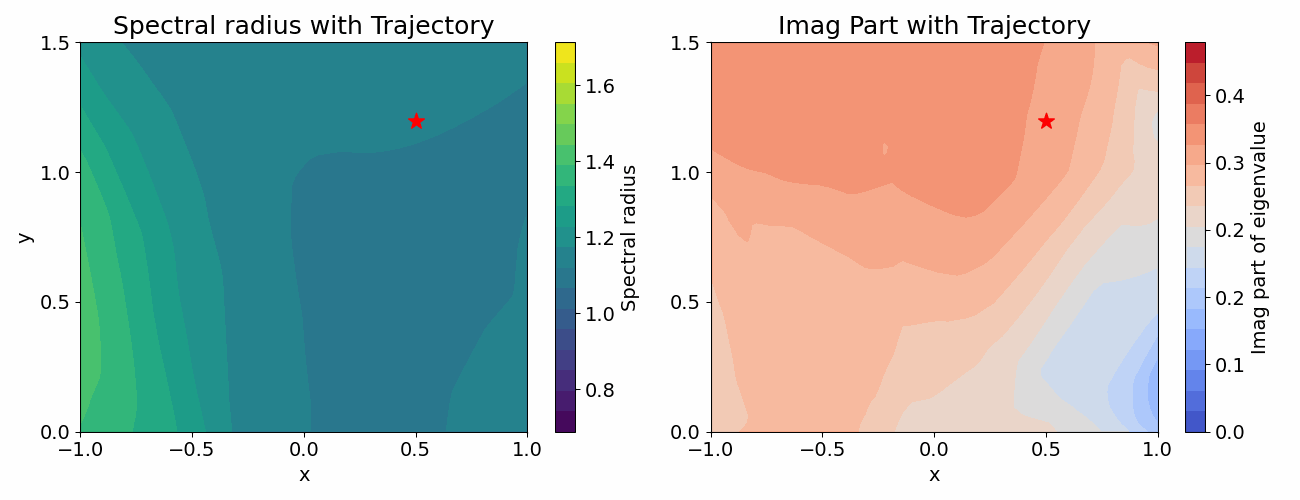 Spectral radius with Trajectory
1.5
1.0
0.5
0.0
y
−1.0 −0.5 0.0 0.5 1.0
x
1.6
1.4
1.2
1.0
0.8
Spectral radius
Imag Part with Trajectory
1.5
1.0
0.5
0.0
−1.0 −0.5 0.0 0.5 1.0
x
0.4
0.3
0.2
0.2
0.1
0.0
Imag part of eigenvalue